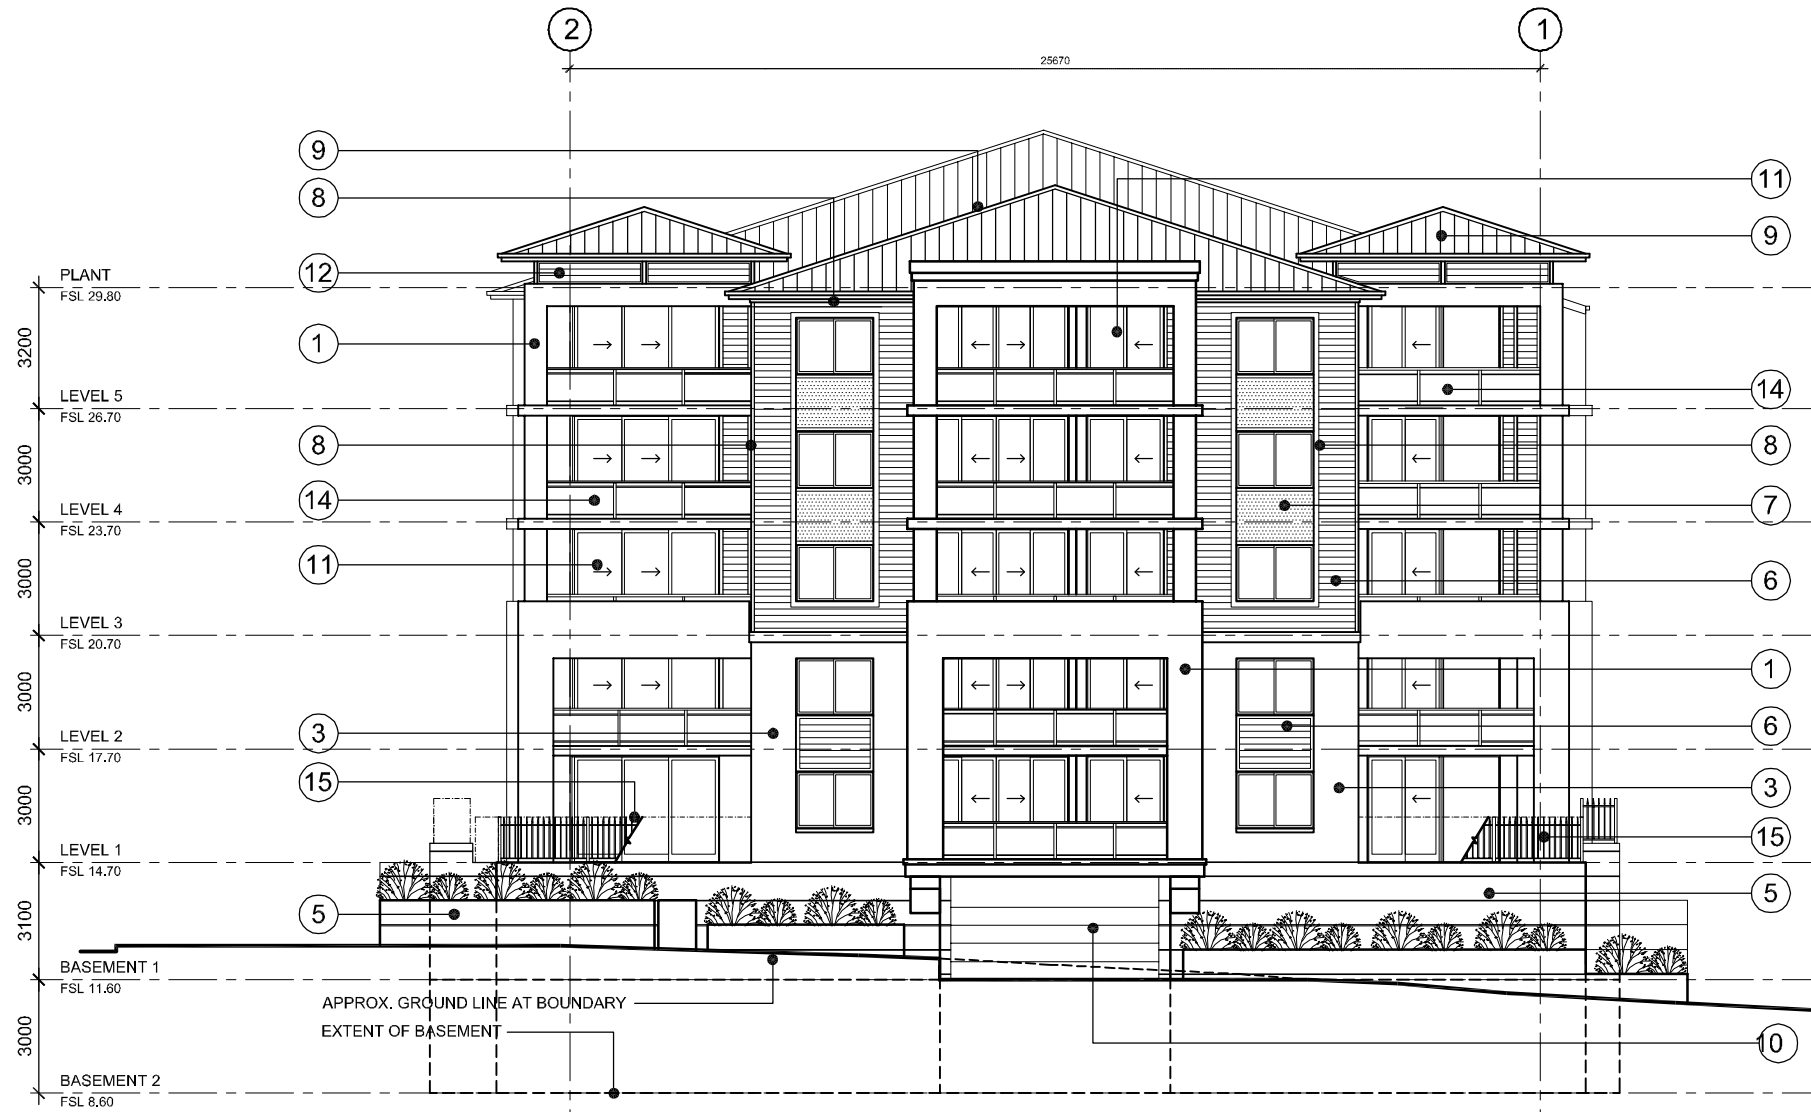 2
1
25670
9
8
12
1
8
14
11
3
15
5
11
9
14
8
7
6
1
6
3
15
5
10
PLANT
FSL 29.80
3200
LEVEL 5
FSL 26.70
3000
LEVEL 4
FSL 23.70
3000
LEVEL 3
FSL 20.70
3000
LEVEL 2
FSL 17.70
3000
LEVEL 1
FSL 14.70
3100
BASEMENT 1
FSL 11.60
3000
BASEMENT 2
FSL 8.60
APPROX. GROUND LINE AT BOUNDARY
EXTENT OF BASEMENT